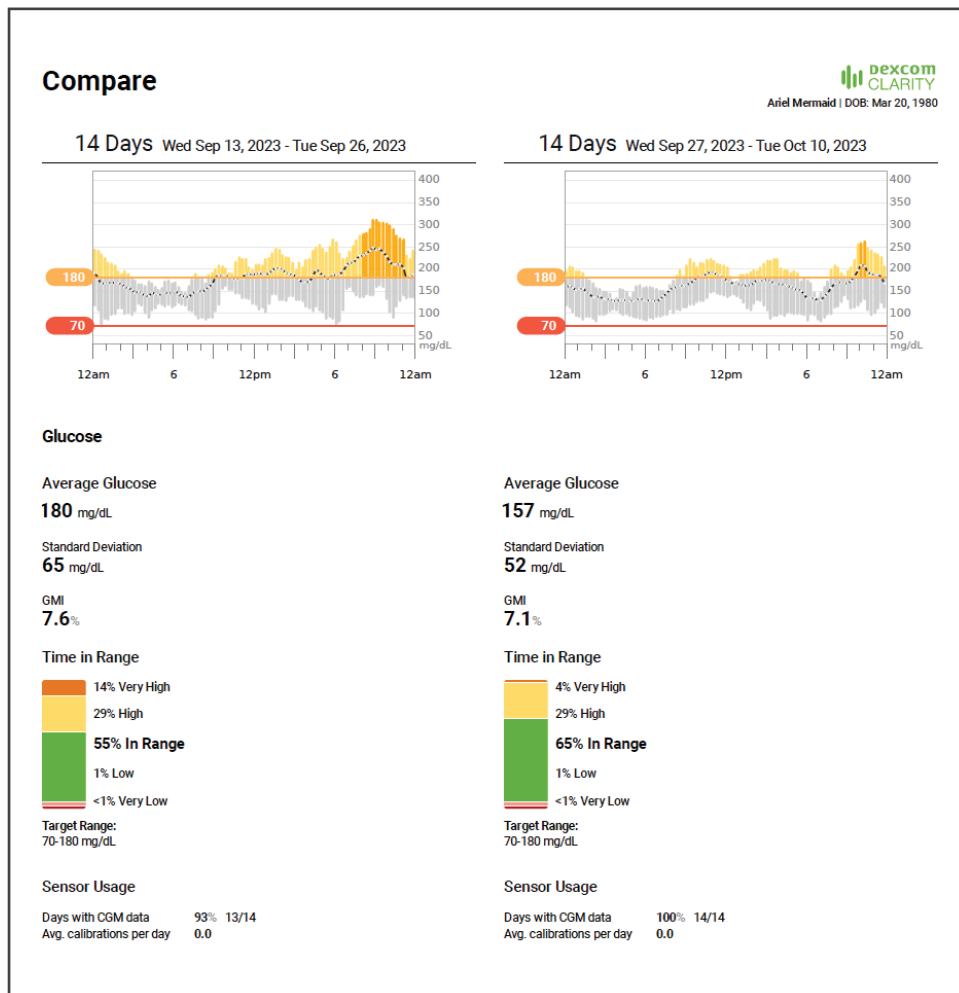 Compare
Dexcom
CLARITY
Ariel Mermaid | DOB: Mar 20, 1980
14 Days Wed Sep 13, 2023 - Tue Sep 26, 2023
400
350
300
250
200
150
100
50
mg/dL
180
70
12am 6 12pm 6 12am
14 Days Wed Sep 27, 2023 - Tue Oct 10, 2023
400
350
300
250
200
150
100
50
mg/dL
180
70
12am 6 12pm 6 12am
Glucose
Average Glucose
180 mg/dL
Standard Deviation
65 mg/dL
GMI
7.6%
Time in Range
14% Very High
29% High
55% In Range
1% Low
<1% Very Low
Target Range:
70-180 mg/dL
Sensor Usage
Days with CGM data 93% 13/14
Avg. calibrations per day 0.0
Average Glucose
157 mg/dL
Standard Deviation
52 mg/dL
GMI
7.1%
Time in Range
4% Very High
29% High
65% In Range
1% Low
<1% Very Low
Target Range:
70-180 mg/dL
Sensor Usage
Days with CGM data 100% 14/14
Avg. calibrations per day 0.0